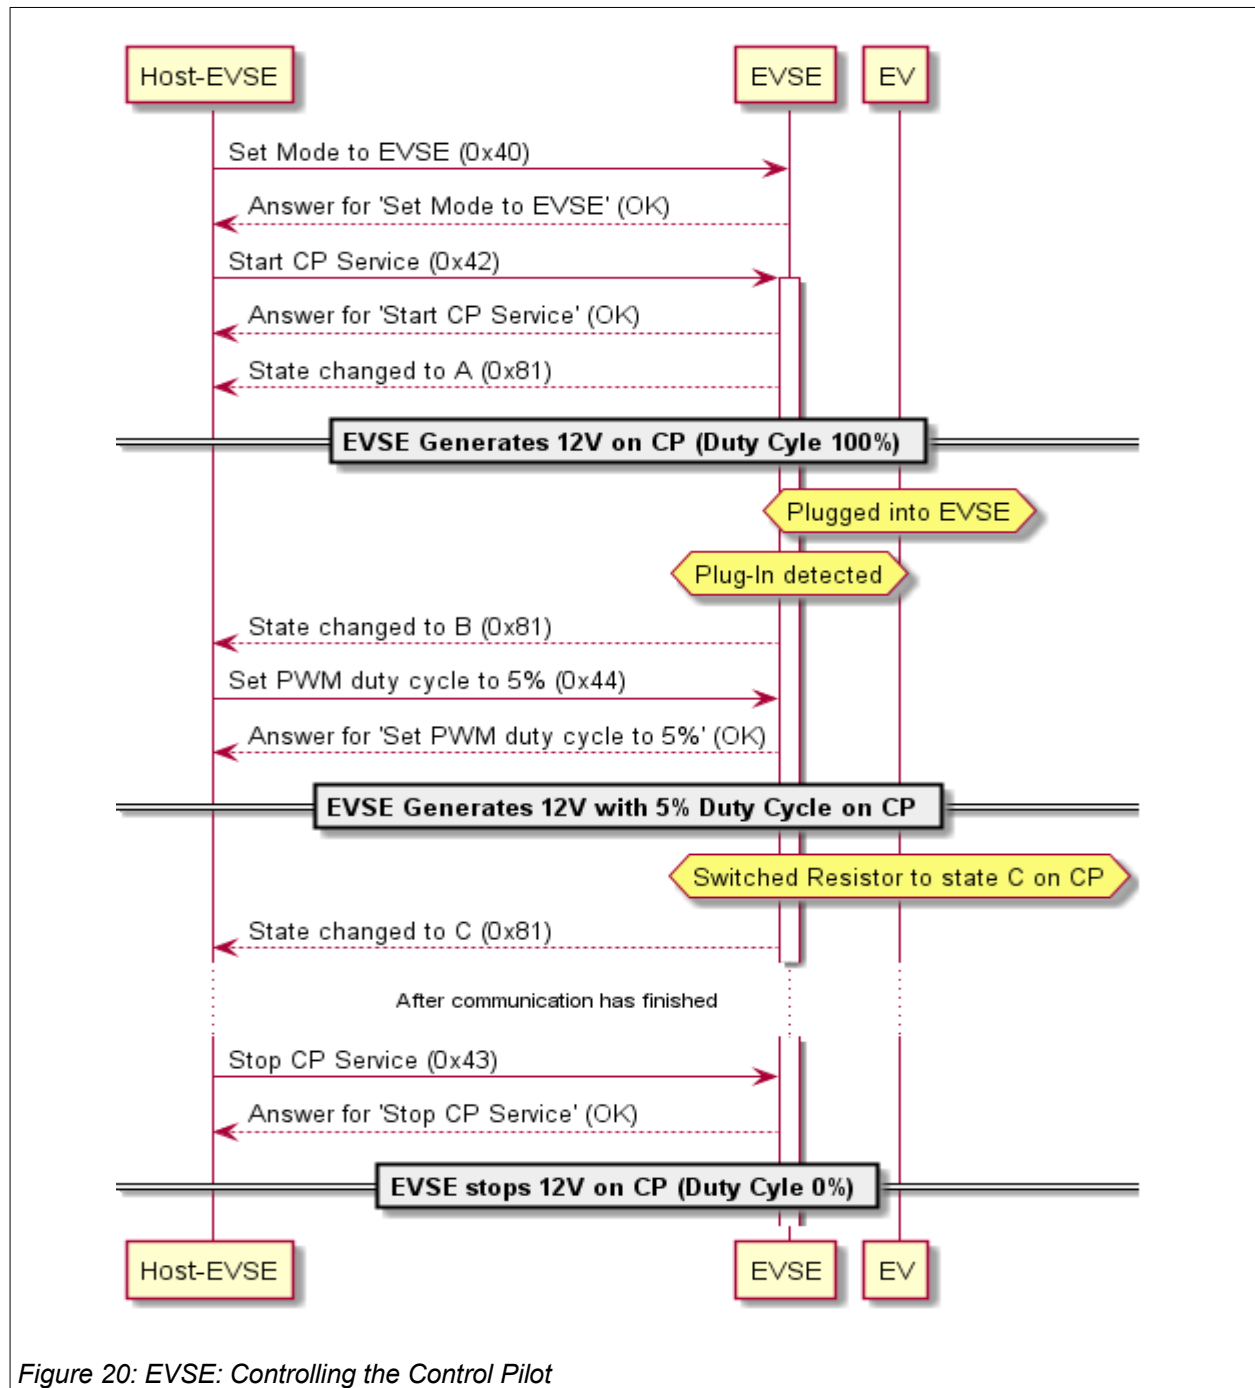 Host-EVSE EVSE EV
Set Mode to EVSE (0x40)
Answer for 'Set Mode to EVSE' (OK)
Start CP Service (0x42)
Answer for 'Start CP Service' (OK)
State changed to A (0x81)
EVSE Generates 12V on CP (Duty Cyle 100%)
Plugged into EVSE
Plug-In detected
State changed to B (0x81)
Set PWM duty cycle to 5% (0x44)
Answer for 'Set PWM duty cycle to 5%' (OK)
EVSE Generates 12V with 5% Duty Cycle on CP
Switched Resistor to state C on CP
State changed to C (0x81)
After communication has finished
Stop CP Service (0x43)
Answer for 'Stop CP Service' (OK)
EVSE stops 12V on CP (Duty Cyle 0%)
Host-EVSE EVSE EV
Figure 20: EVSE: Controlling the Control Pilot